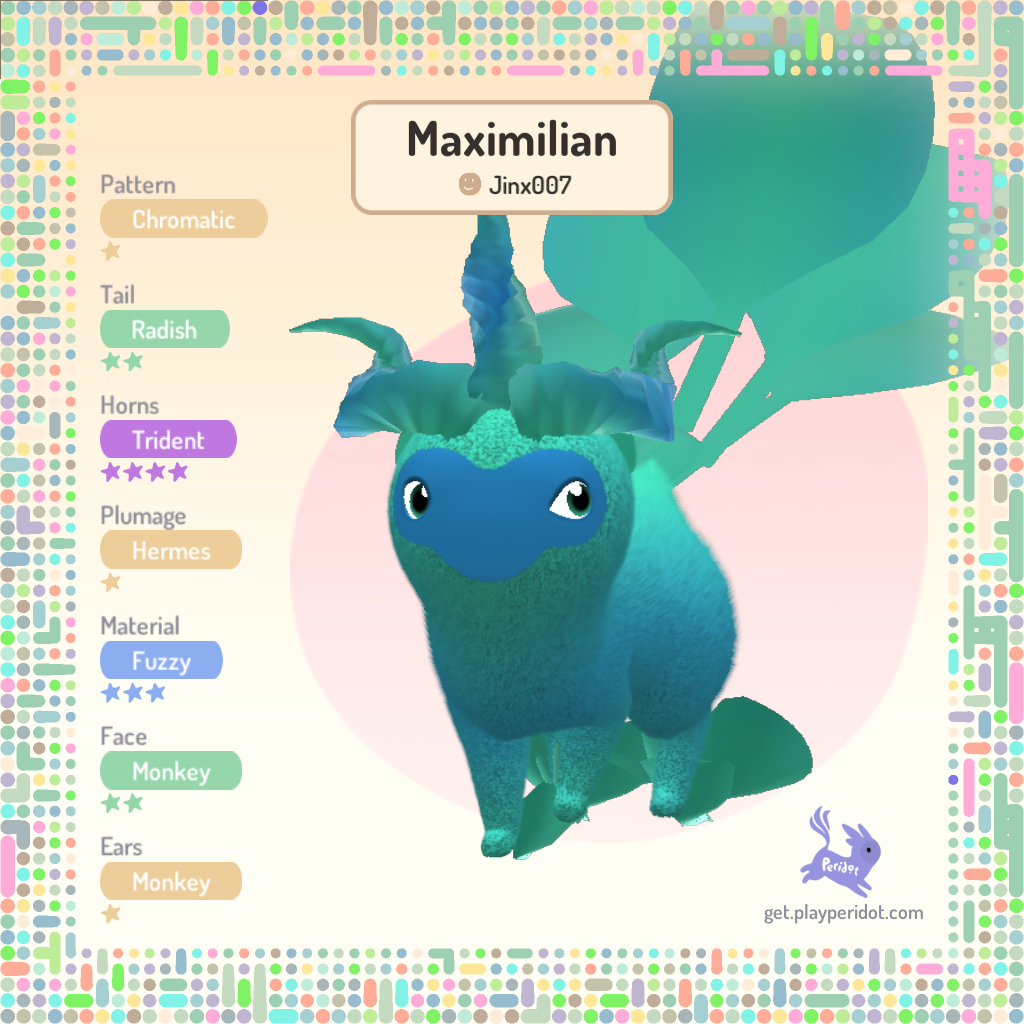 Maximilian
Jinx007
Pattern
Chromatic
Tail
Radish
Horns
Trident
Plumage
Hermes
Material
Fuzzy
Face
Monkey
Ears
Monkey
Peridot
get.playperidot.com